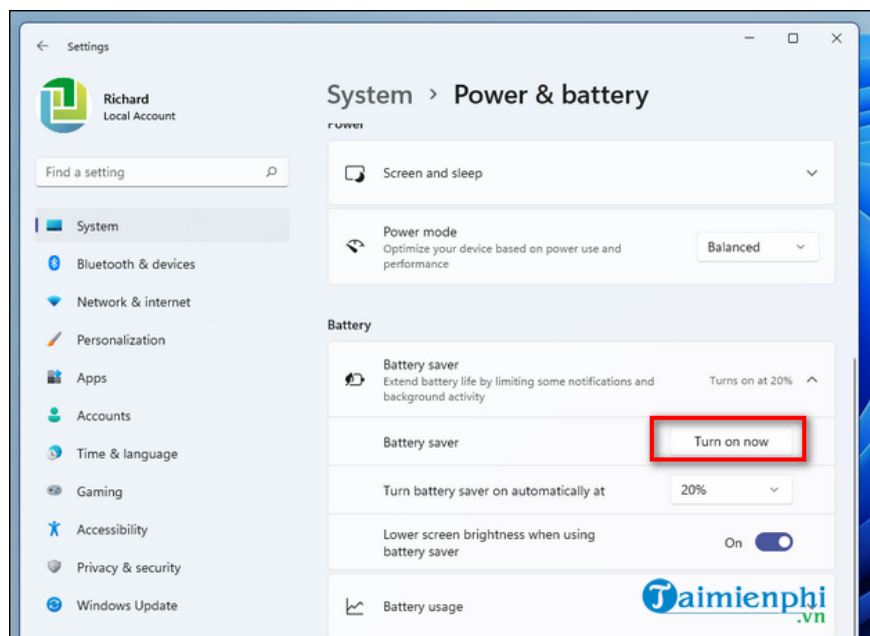 Settings
Richard
Local Account
System > Power & battery
Power
Find a setting
Screen and sleep
System
Power mode
Optimize your device based on power use and
performance
Balanced
Bluetooth & devices
Network & internet
Personalization
Battery
Apps
Battery saver
Extend battery life by limiting some notifications and
background activity
Turns on at 20%
Accounts
Battery saver
Turn on now
Time & language
Gaming
Turn battery saver on automatically at
20%
Accessibility
Lower screen brightness when using
battery saver
On
Privacy & security
Windows Update
Battery usage
Taimienphi
.vn